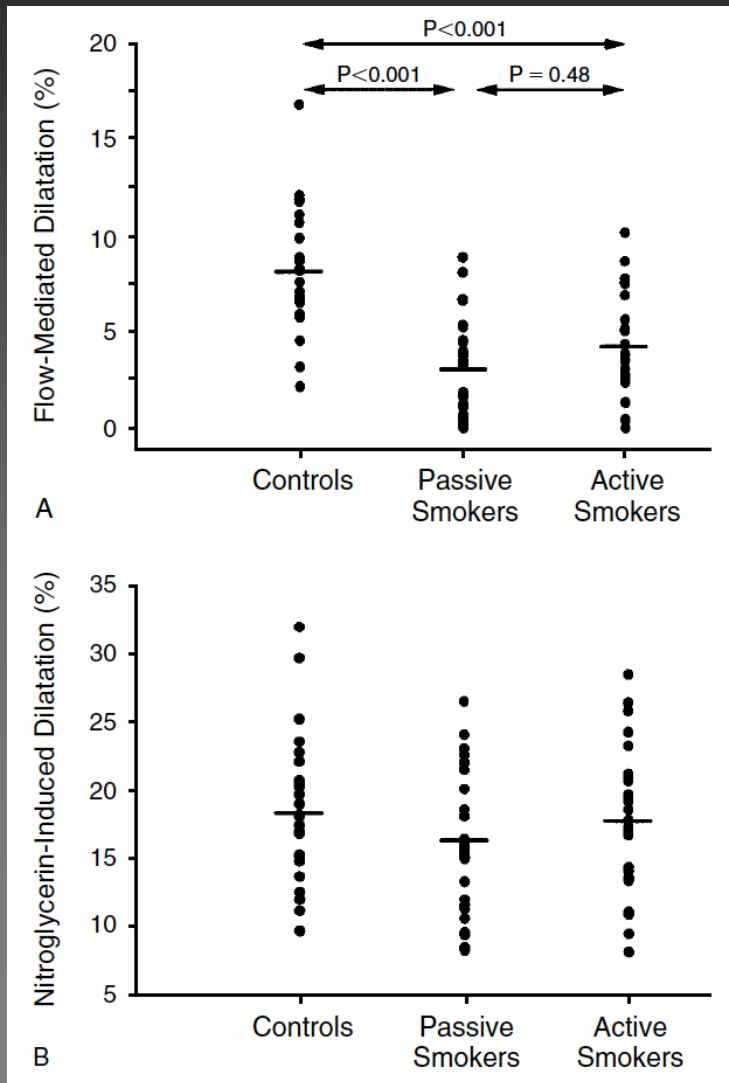 P<0.001
P<0.001
P = 0.48
Flow-Mediated Dilatation (%)
20
15
10
5
0
Controls
Passive
Smokers
Active
Smokers
A
Nitroglycerin-Induced Dilatation (%)
35
30
25
20
15
10
5
Controls
Passive
Smokers
Active
Smokers
B